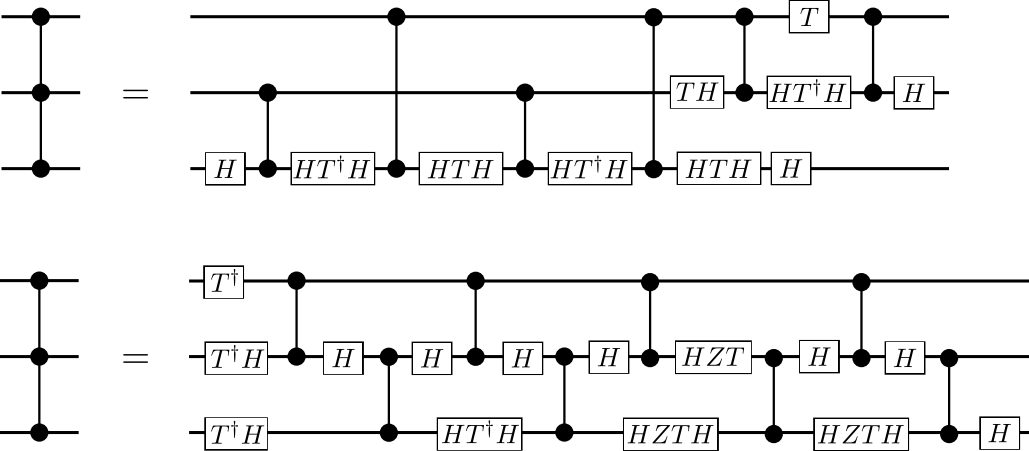 T
= TH HT†H H
H HT†H HTH HT†H HTH H
T†
= T†H H H H H HZT H H
T†H HT†H HZTH HZTH H